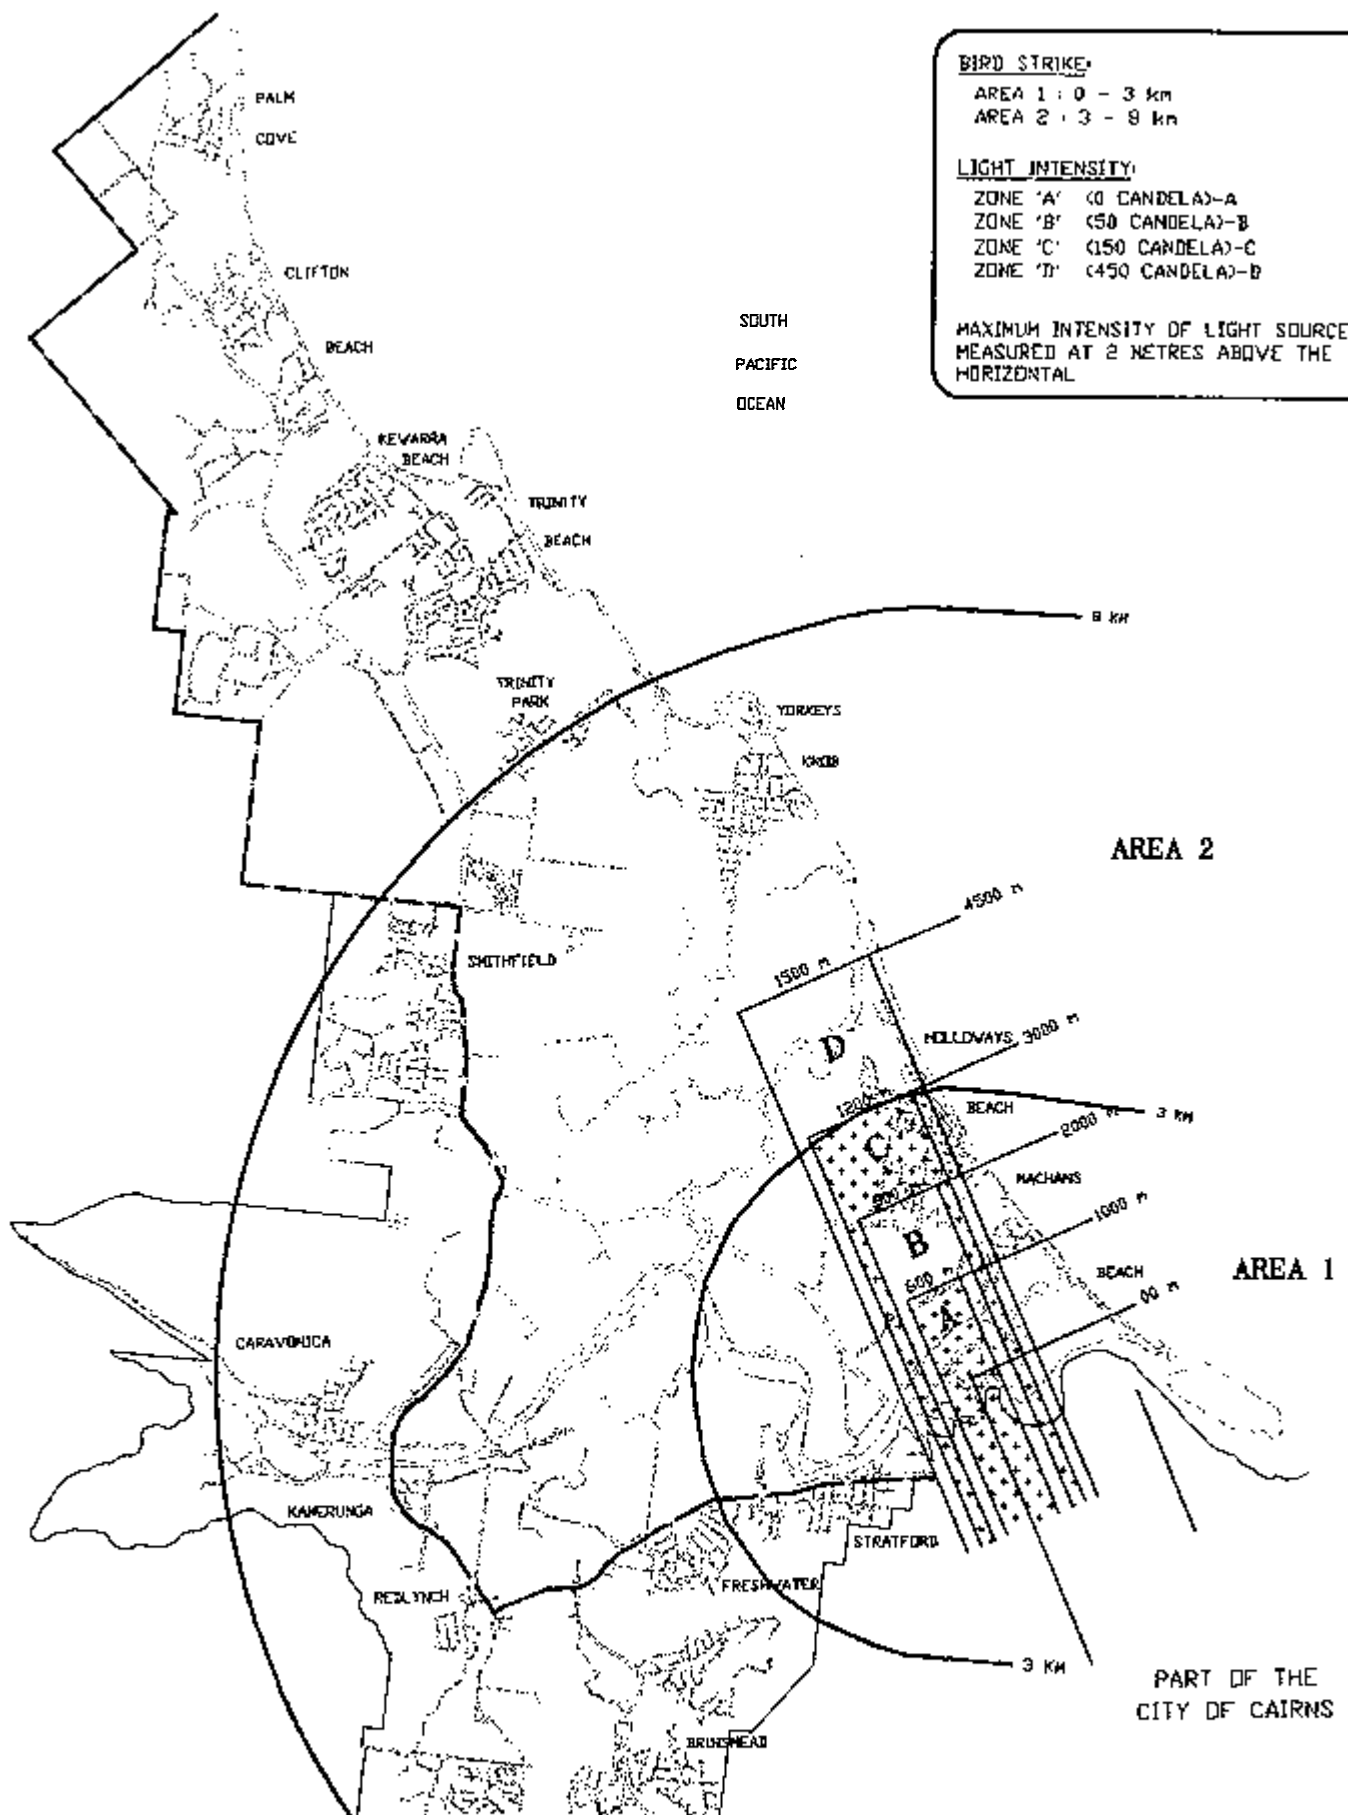 BIRD STRIKE:
AREA 1 : 0 - 3 km
AREA 2 : 3 - 8 km
LIGHT INTENSITY:
ZONE 'A' (0 CANDELA)-A
ZONE 'B' (50 CANDELA)-B
ZONE 'C' (150 CANDELA)-C
ZONE 'D' (450 CANDELA)-D
MAXIMUM INTENSITY OF LIGHT SOURCE
MEASURED AT 2 METRES ABOVE THE
HORIZONTAL
PALM
COVE
CLIFTON
BEACH
SOUTH
PACIFIC
OCEAN
KEWARRA
BEACH
TRINITY
BEACH
8 KM
TRINITY
PARK
YORKEYS
KNOB
AREA 2
4500 m
SMITHFIELD
1500 m
D
HOLLOWAYS
3000 m
1200 m
BEACH
3 KM
2000 m
C
MACHANS
900 m
1000 m
B
BEACH
AREA 1
600 m
00 m
A
CARAVONICA
KAMERUNGA
STRATFORD
REDLYNCH
FRESHWATER
3 KM
PART OF THE
CITY OF CAIRNS
BRINSMEAD